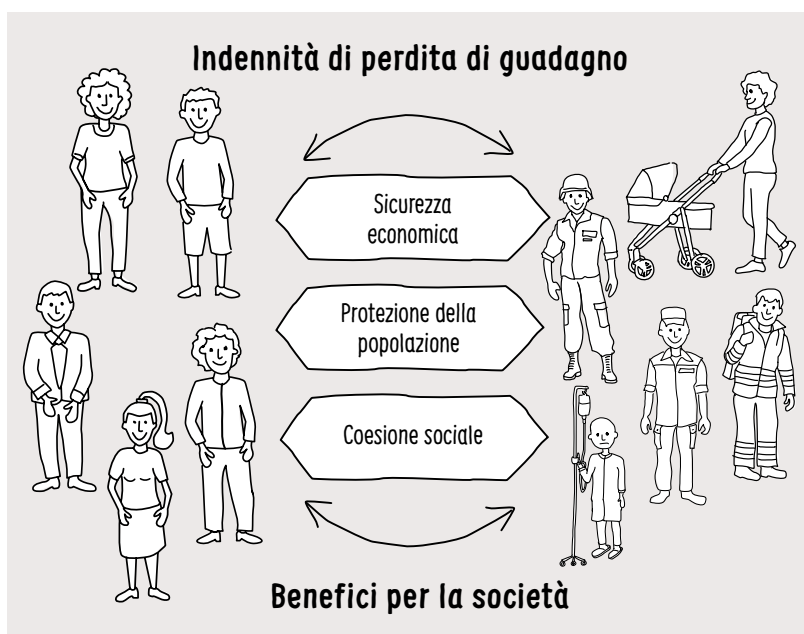 Indennità di perdita di guadagno
Sicurezza
economica
Protezione della
popolazione
Coesione sociale
Benefici per la società